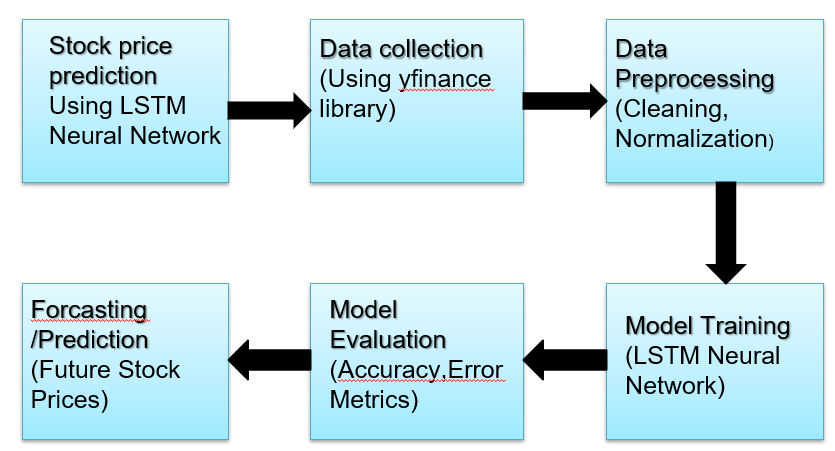 Stock price
prediction
Using LSTM
Neural Network
Data collection
(Using yfinance
library)
Data
Preprocessing
(Cleaning,
Normalization)
Model Training
(LSTM Neural
Network)
Model
Evaluation
(Accuracy,Error
Metrics)
Forcasting
/Prediction
(Future Stock
Prices)